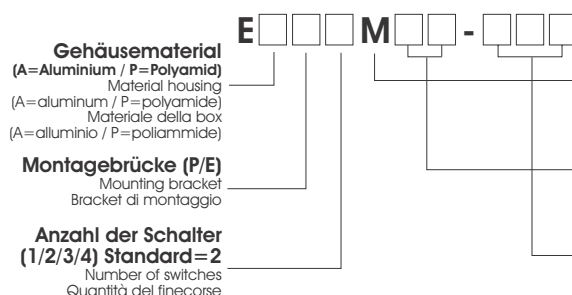 E M -
Gehäusematerial
(A=Aluminium / P=Polyamid)
Material housing
(A=aluminum / P=polyamide)
Materiale della box
(A=alluminio / P=poliammide)
Montagebrücke (P/E)
Mounting bracket
Bracket di montaggio
Anzahl der Schalter
(1/2/3/4) Standard=2
Number of switches
Quantità del finecorse